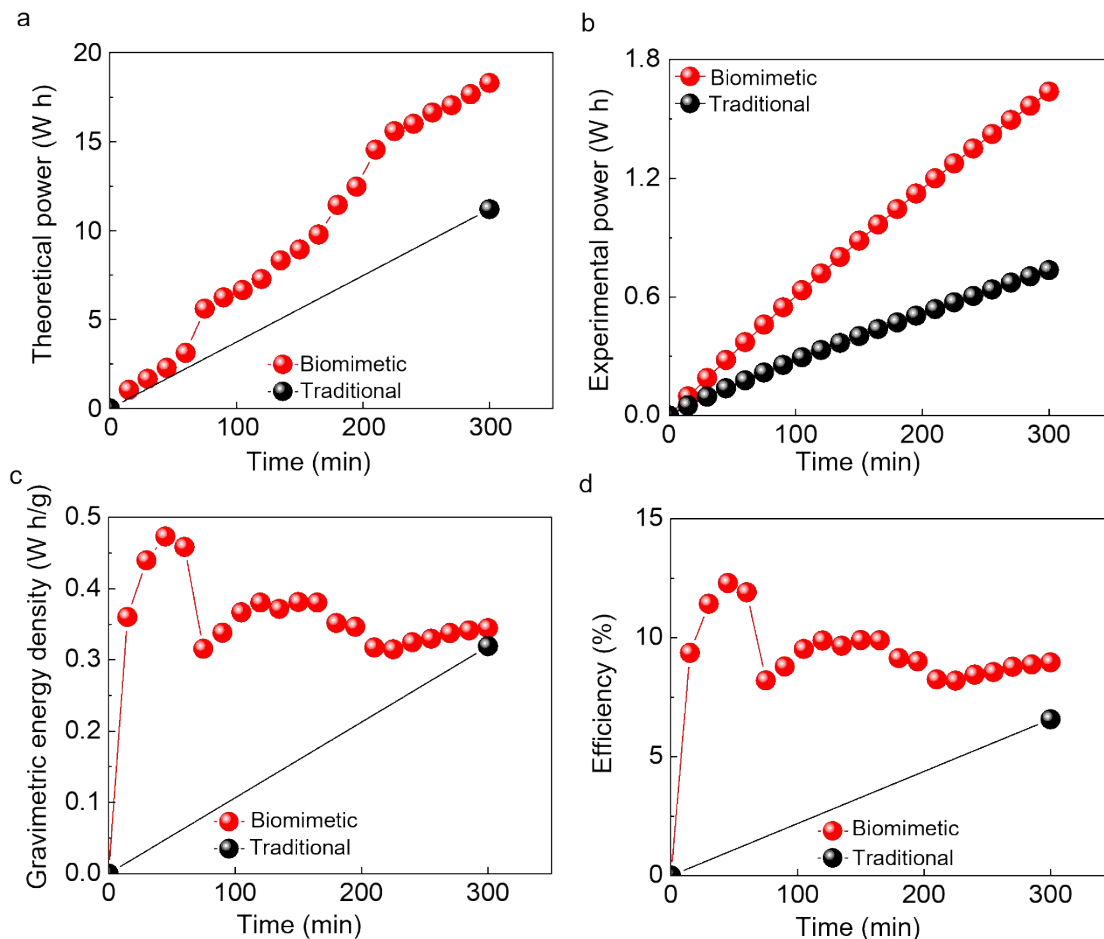 a
Theoretical power (W h)
20
15
10
5
0
0 100 200 300
Time (min)
Biomimetic
Traditional
b
Experimental power (W h)
1.8
1.2
0.6
0.0
0 100 200 300
Time (min)
Biomimetic
Traditional
c
Gravimetric energy density (W h/g)
0.5
0.4
0.3
0.2
0.1
0.0
0 100 200 300
Time (min)
Biomimetic
Traditional
d
Efficiency (%)
15
10
5
0
0 100 200 300
Time (min)
Biomimetic
Traditional